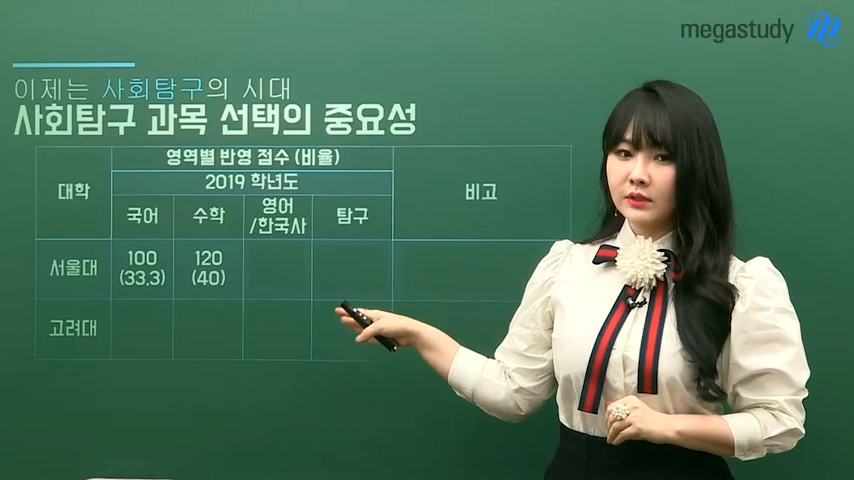 megastudy
이제는 사회탐구의 시대
사회탐구 과목 선택의 중요성
대학
영역별 반영 점수 (비율)
비고
2019 학년도
국어
수학
영어
/한국사
탐구
서울대
100
(33.3)
120
(40)
고려대